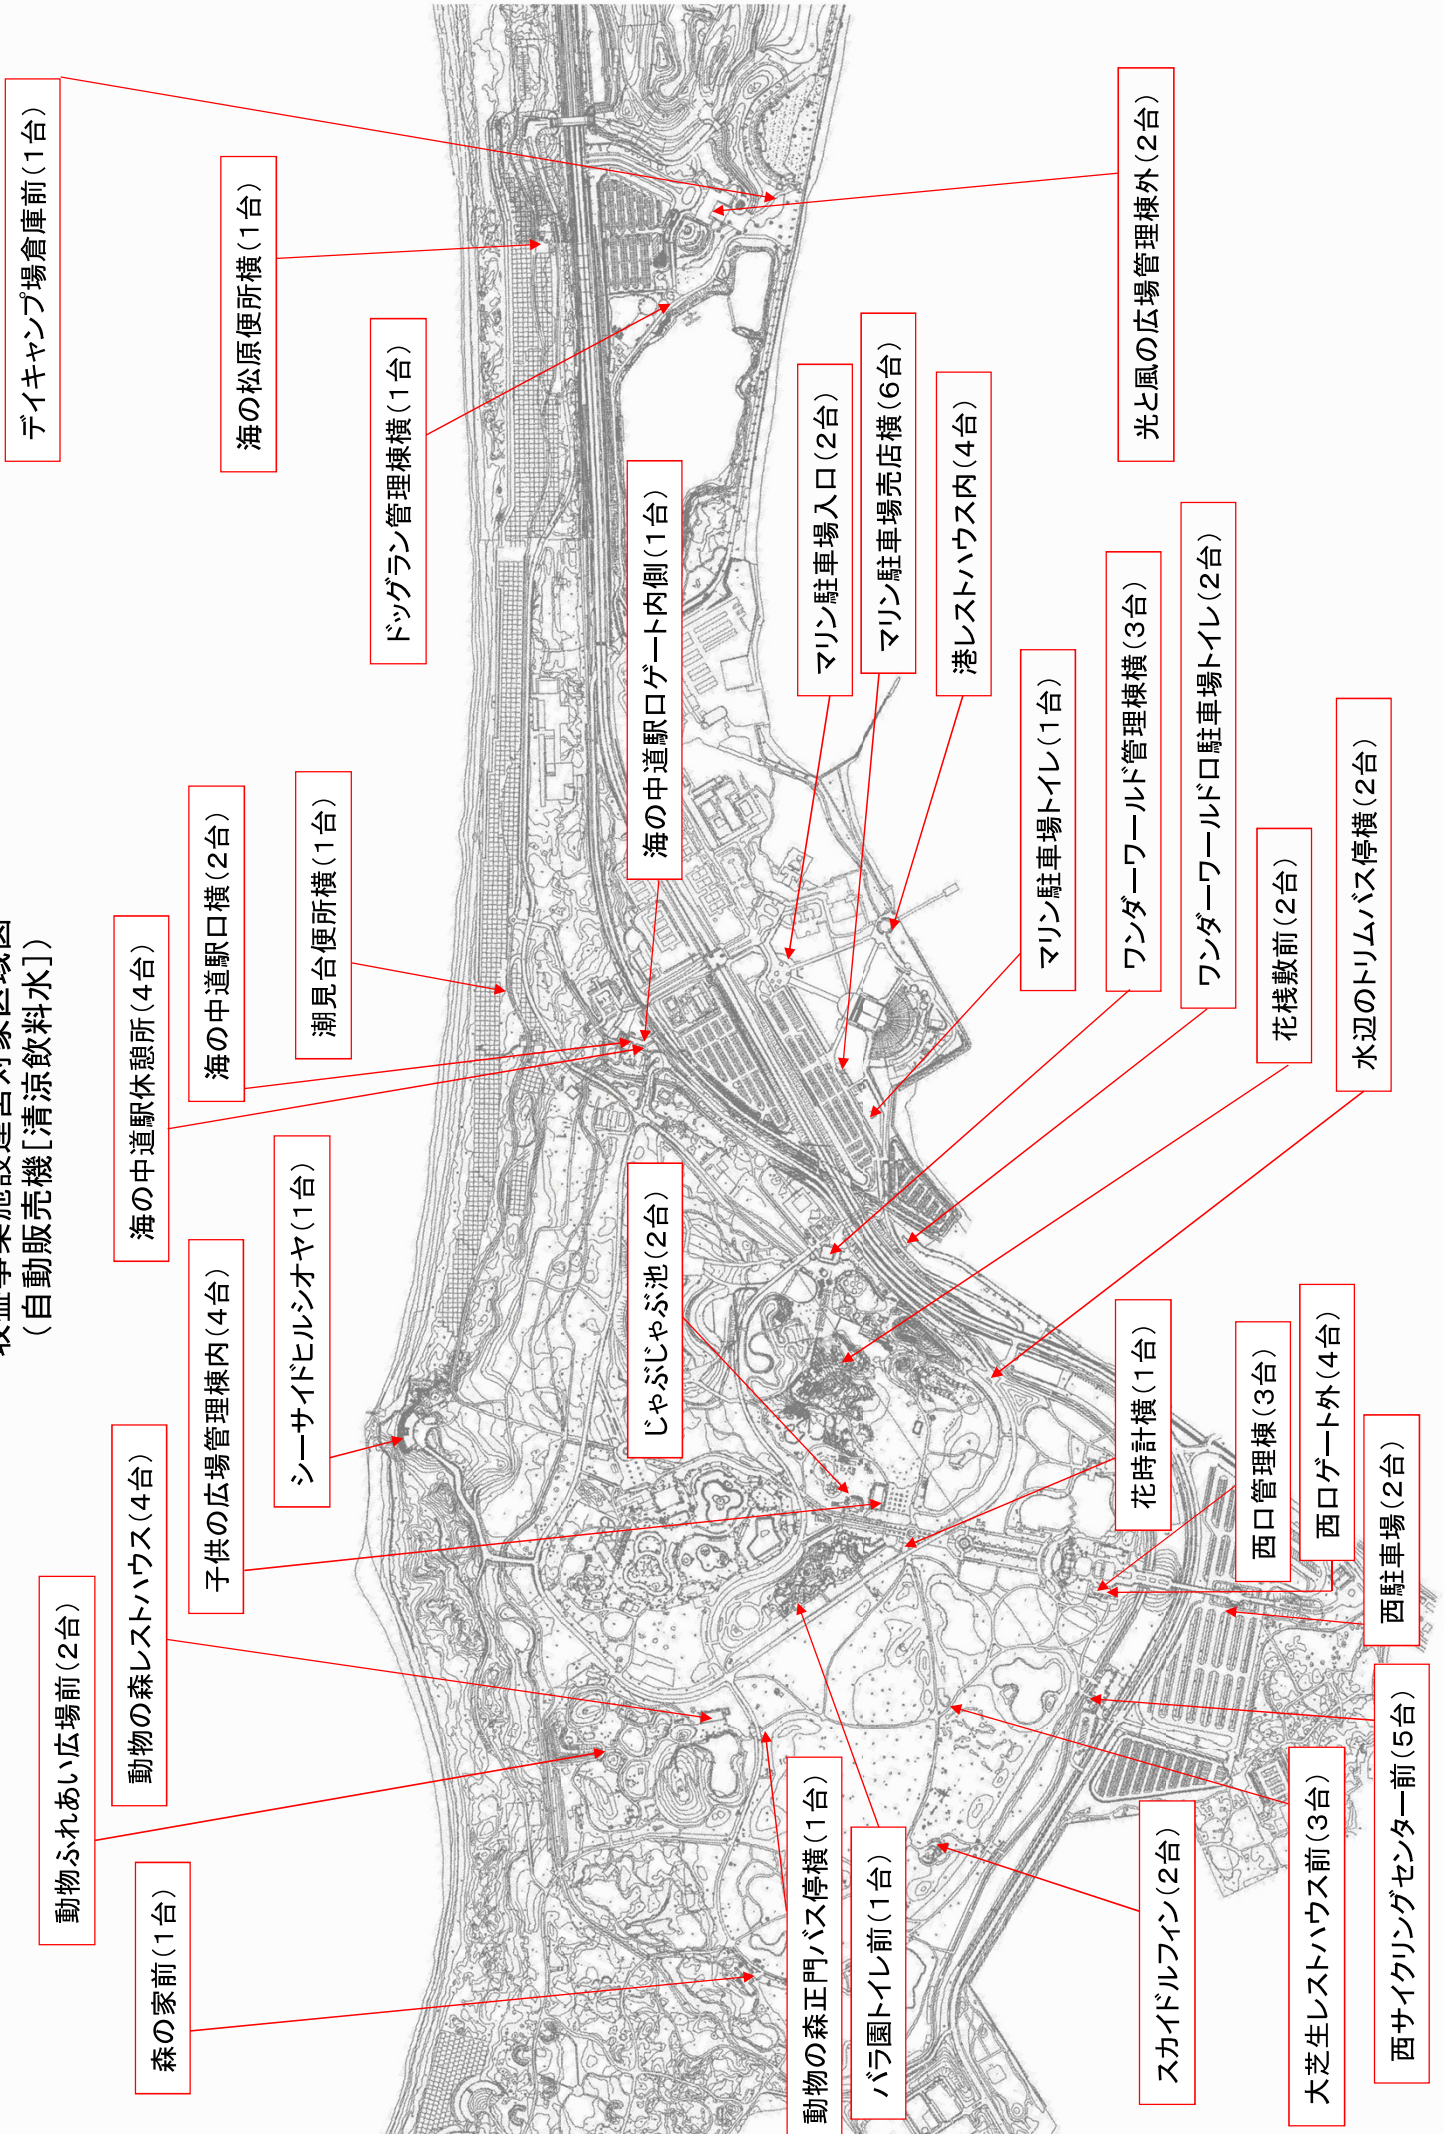 収益事業施設運営対象区域図
（自動販売機[清涼飲料水]）
デイキャンプ場倉庫前(1台)
動物ふれあい広場前(2台)
動物の森レストハウス(4台)
海の中道駅休憩所(4台)
森の家前(1台)
子供の広場管理棟内(4台)
海の中道駅口横(2台)
海の松原便所横(1台)
シーサイドヒルシオヤ(1台)
潮見台便所横(1台)
ドッグラン管理棟横(1台)
じゃぶじゃぶ池(2台)
海の中道駅口ゲート内側(1台)
動物の森正門バス停横(1台)
マリン駐車場入口(2台)
バラ園トイレ前(1台)
マリン駐車場売店横(6台)
港レストハウス内(4台)
マリン駐車場トイレ(1台)
ワンダーワールド管理棟横(3台)
花時計横(1台)
光と風の広場管理棟外(2台)
スカイドルフィン(2台)
ワンダーワールド口駐車場トイレ(2台)
西口管理棟(3台)
花桟敷前(2台)
大芝生レストハウス前(3台)
西口ゲート外(4台)
水辺のトリムバス停横(2台)
西駐車場(2台)
西サイクリングセンター前(5台)